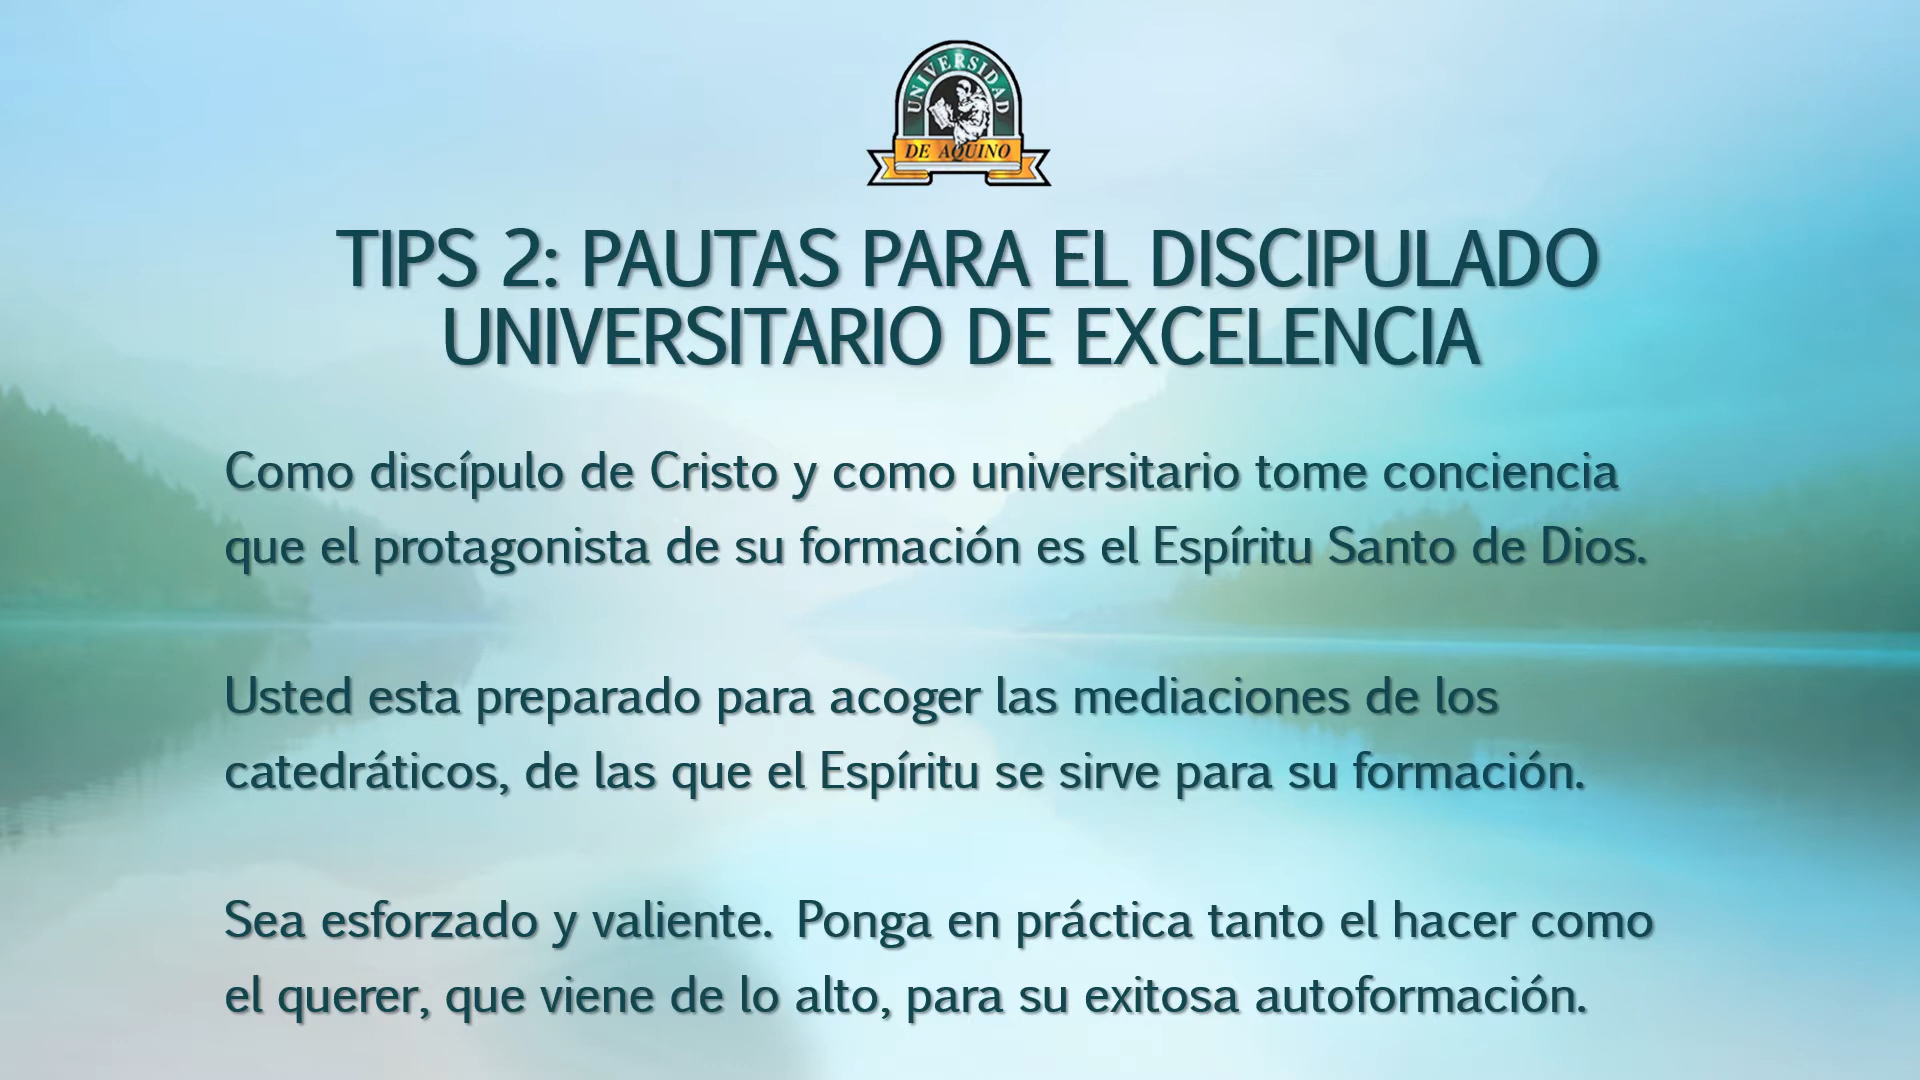 UNIVERSIDAD
DE AQUINO
TIPS 2: PAUTAS PARA EL DISCIPULADO
UNIVERSITARIO DE EXCELENCIA
Como discípulo de Cristo y como universitario tome conciencia
que el protagonista de su formación es el Espíritu Santo de Dios.
Usted esta preparado para acoger las mediaciones de los
catedráticos, de las que el Espíritu se sirve para su formación.
Sea esforzado y valiente. Ponga en práctica tanto el hacer como
el querer, que viene de lo alto, para su exitosa autoformación.